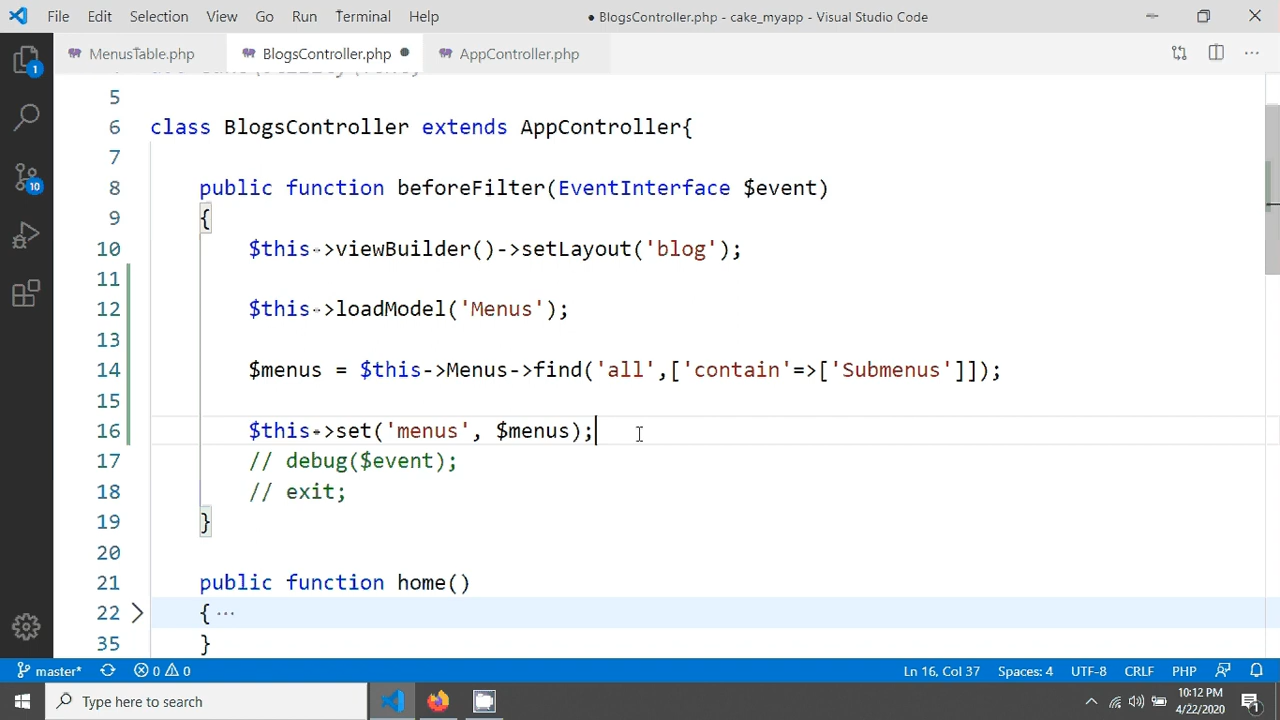 File Edit Selection View Go Run Terminal Help ● BlogsController.php - cake_myapp - Visual Studio Code
MenusTable.php BlogsController.php ● AppController.php
1
5
6 class BlogsController extends AppController{
7
8 public function beforeFilter(EventInterface $event)
9 {
10 $this->viewBuilder()->setLayout('blog');
11
12 $this->loadModel('Menus');
13
14 $menus = $this->Menus->find('all',['contain'=>['Submenus']]);
15
16 $this->set('menus', $menus);
17 // debug($event);
18 // exit;
19 }
20
21 public function home()
22 { ···
35 }
10
master* 0 0 Ln 16, Col 37 Spaces: 4 UTF-8 CRLF PHP
Type here to search
10:12 PM
4/22/2020
1